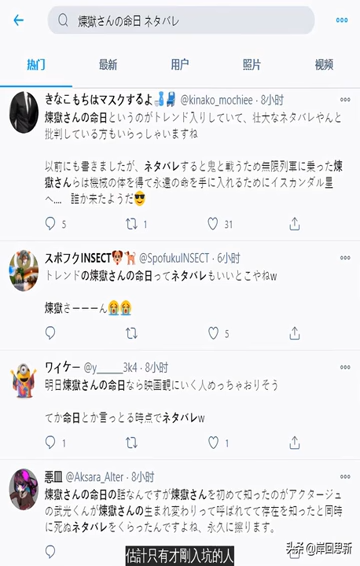 煉獄さんの命日 ネタバレ
热门 最新 用户 照片 视频
きなこもちはマスクするよ @kinako_mochiee · 8小时
煉獄さんの命日というのがトレンド入りしていて、壮大なネタバレやんと
批判している方もいらっしゃいますね
以前にも書きましたが、ネタバレすると鬼と戦うため無限列車に乗った煉
獄さんらは機械の体を得て永遠の命を手に入れるためにイスカンダル星
へ.... 誰か来たようだ😎
5 1 31
スポフクINSECT @SpofukuINSECT · 6小时
トレンドの煉獄さんの命日ってネタバレもいいとこやねw
煉獄さーーーん😭😭
5
ワイケー @y______3k4 · 8小时
明日煉獄さんの命日なら映画観にいく人めっちゃおりそう
てか命日とか言っとる時点でネタバレw
1 1
悪皿 @Aksara_Alter · 8小时
煉獄さんの命日の話なんですが煉獄さんを初めて知ったのがアクタージュ
の武光くんが煉獄さんの生まれ変わりって呼ばれてて存在を知ったと同時
に死ぬネタバレをくらったんですよね、永久に擦ります。
估計只有才剛入坑的人
头条 @岸回思新